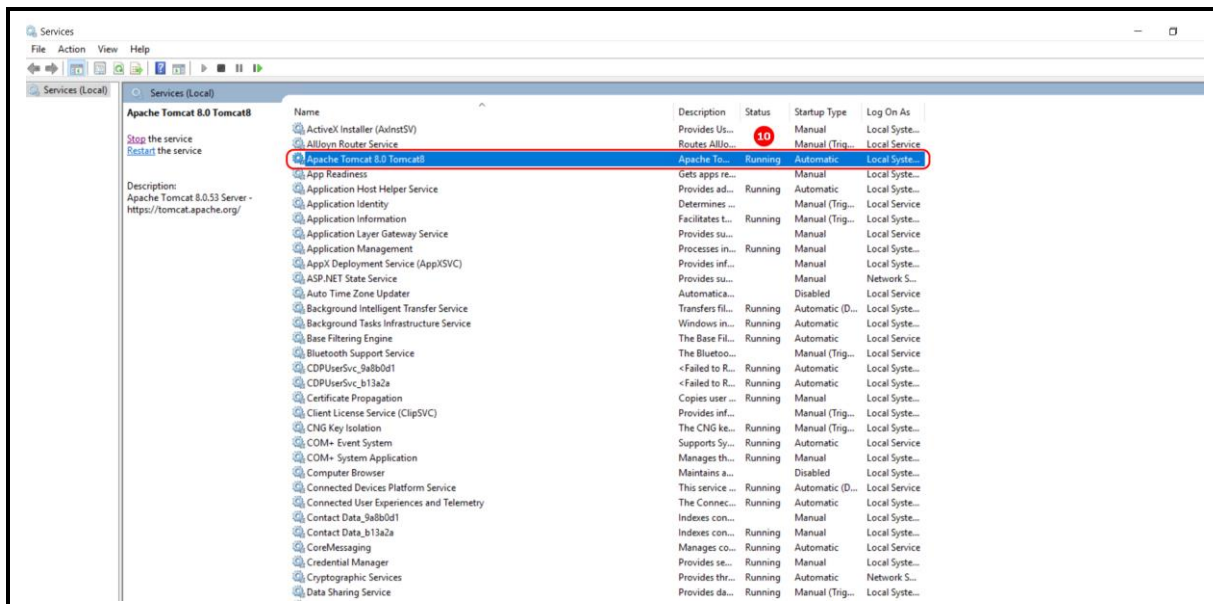 Services
File Action View Help
Services (Local)
Services (Local)
Apache Tomcat 8.0 Tomcat8
Stop the service
Restart the service
Description:
Apache Tomcat 8.0.53 Server -
https://tomcat.apache.org/
Name Description Status Startup Type Log On As
10
ActiveX Installer (AxInstSV) Provides Us... Manual Local Syste...
AllJoyn Router Service Routes AllJo... Manual (Trig... Local Service
Apache Tomcat 8.0 Tomcat8 Apache To... Running Automatic Local Syste...
App Readiness Gets apps re... Manual Local Syste...
Application Host Helper Service Provides ad... Running Automatic Local Syste...
Application Identity Determines ... Manual (Trig... Local Service
Application Information Facilitates t... Running Manual (Trig... Local Syste...
Application Layer Gateway Service Provides su... Manual Local Service
Application Management Processes in... Running Manual Local Syste...
AppX Deployment Service (AppXSVC) Provides inf... Manual Local Syste...
ASP.NET State Service Provides su... Manual Network S...
Auto Time Zone Updater Automatica... Disabled Local Service
Background Intelligent Transfer Service Transfers fil... Running Automatic (D... Local Syste...
Background Tasks Infrastructure Service Windows in... Running Automatic Local Syste...
Base Filtering Engine The Base Fil... Running Automatic Local Service
Bluetooth Support Service The Bluetoo... Manual (Trig... Local Service
CDPUserSvc_9a8b0d1 <Failed to R... Running Automatic Local Syste...
CDPUserSvc_b13a2a <Failed to R... Running Automatic Local Syste...
Certificate Propagation Copies user ... Running Manual Local Syste...
Client License Service (ClipSVC) Provides inf... Manual (Trig... Local Syste...
CNG Key Isolation The CNG ke... Running Manual (Trig... Local Syste...
COM+ Event System Supports Sy... Running Automatic Local Service
COM+ System Application Manages th... Running Manual Local Syste...
Computer Browser Maintains a... Disabled Local Syste...
Connected Devices Platform Service This service ... Running Automatic (D... Local Service
Connected User Experiences and Telemetry The Connec... Running Automatic Local Syste...
Contact Data_9a8b0d1 Indexes con... Manual Local Syste...
Contact Data_b13a2a Indexes con... Running Manual Local Syste...
CoreMessaging Manages co... Running Automatic Local Service
Credential Manager Provides se... Running Manual Local Syste...
Cryptographic Services Provides thr... Running Automatic Network S...
Data Sharing Service Provides da... Running Manual (Trig... Local Syste...